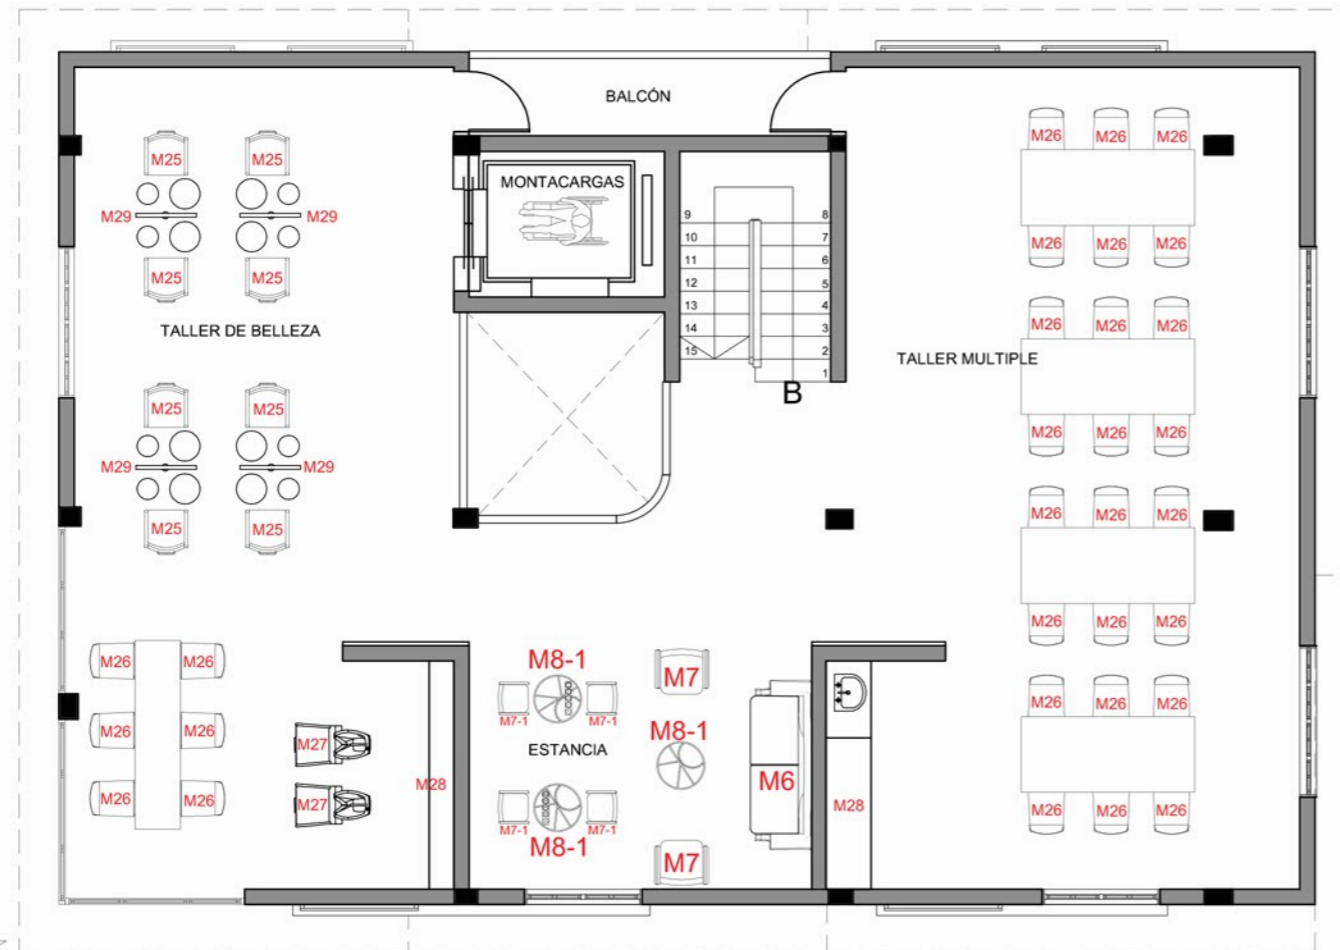 BALCÓN
M26 M26 M26
M25 M25
MONTACARGAS
M29 M29
9 8
10 7
M26 M26 M26
11 6
M25 M25
12 5
13 4
M26 M26 M26
14 3
TALLER DE BELLEZA
15 2
TALLER MULTIPLE
1
B
M25 M25
M26 M26 M26
M29 M29
M26 M26 M26
M25 M25
M26 M26 M26
M26 M26
M8-1
M7
M26 M26 M26
M7-1 M7-1
M26 M26
M8-1
M27
ESTANCIA
M28
M6
M26 M26
M27
M28
M26 M26 M26
M7-1 M7-1
M8-1
M7